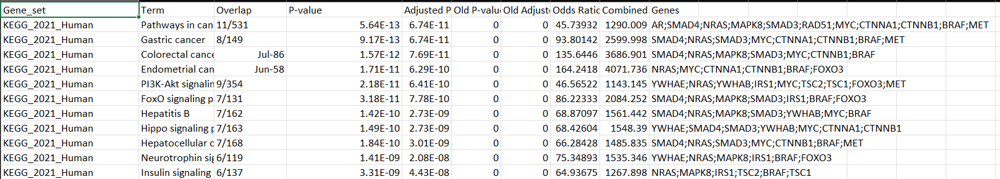 Gene_set Term Overlap P-value Adjusted P Old P-valu Old Adjust Odds Ratio Combined Genes
KEGG_2021_Human Pathways in can 11/531 5.64E-13 6.74E-11 0 0 45.73932 1290.009 AR;SMAD4;NRAS;MAPK8;SMAD3;RAD51;MYC;CTNNA1;CTNNB1;BRAF;MET
KEGG_2021_Human Gastric cancer 8/149 9.17E-13 6.74E-11 0 0 93.80142 2599.998 SMAD4;NRAS;SMAD3;MYC;CTNNA1;CTNNB1;BRAF;MET
KEGG_2021_Human Colorectal cance Jul-86 1.57E-12 7.69E-11 0 0 135.6446 3686.901 SMAD4;NRAS;MAPK8;SMAD3;MYC;CTNNB1;BRAF
KEGG_2021_Human Endometrial can Jun-58 1.71E-11 6.29E-10 0 0 164.2418 4071.736 NRAS;MYC;CTNNA1;CTNNB1;BRAF;FOXO3
KEGG_2021_Human PI3K-Akt signalin 9/354 2.18E-11 6.41E-10 0 0 46.56522 1143.145 YWHAE;NRAS;YWHAB;IRS1;MYC;TSC2;TSC1;FOXO3;MET
KEGG_2021_Human FoxO signaling p 7/131 3.18E-11 7.78E-10 0 0 86.22333 2084.252 SMAD4;NRAS;MAPK8;SMAD3;IRS1;BRAF;FOXO3
KEGG_2021_Human Hepatitis B 7/162 1.42E-10 2.73E-09 0 0 68.87097 1561.442 SMAD4;NRAS;MAPK8;SMAD3;YWHAB;MYC;BRAF
KEGG_2021_Human Hippo signaling p 7/163 1.49E-10 2.73E-09 0 0 68.42604 1548.39 YWHAE;SMAD4;SMAD3;YWHAB;MYC;CTNNA1;CTNNB1
KEGG_2021_Human Hepatocellular c 7/168 1.84E-10 3.01E-09 0 0 66.28428 1485.835 SMAD4;NRAS;SMAD3;MYC;CTNNB1;BRAF;MET
KEGG_2021_Human Neurotrophin sig 6/119 1.41E-09 2.08E-08 0 0 75.34893 1535.346 YWHAE;NRAS;MAPK8;IRS1;BRAF;FOXO3
KEGG_2021_Human Insulin signaling 6/137 3.31E-09 4.43E-08 0 0 64.93675 1267.898 NRAS;MAPK8;IRS1;TSC2;BRAF;TSC1